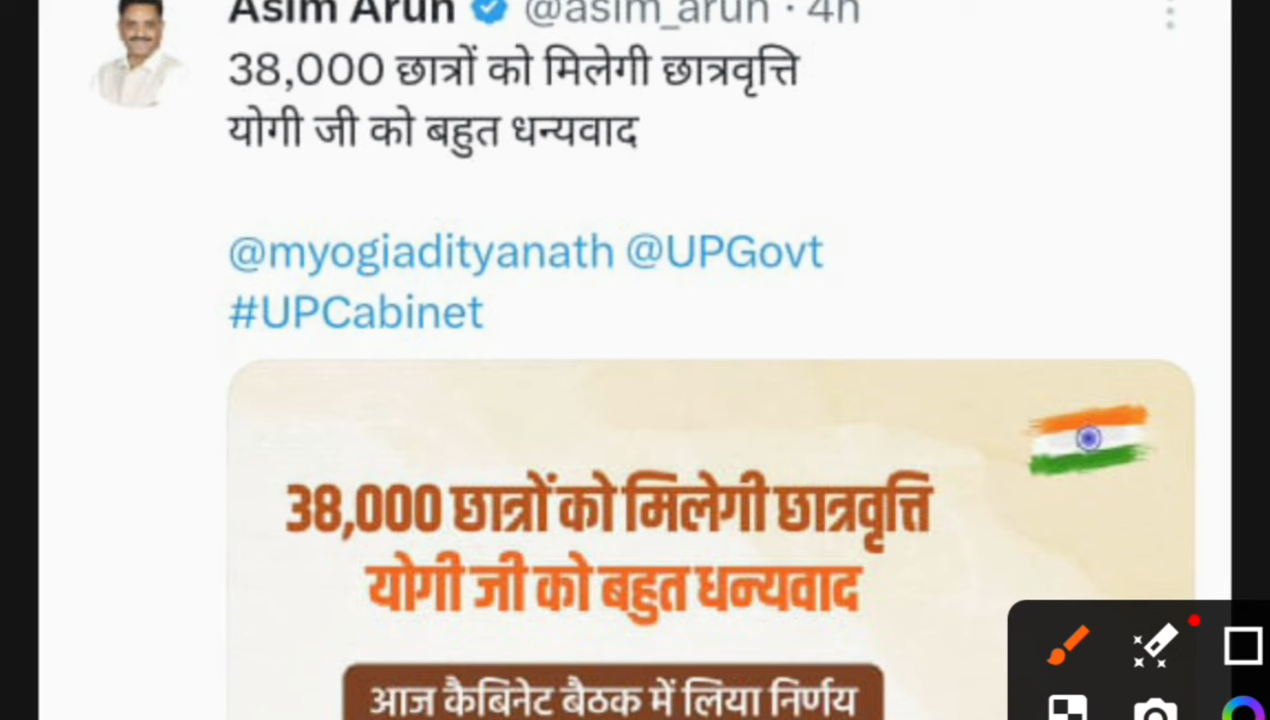 Asim Arun @asim_arun · 4h
38,000 छात्रों को मिलेगी छात्रवृत्ति
योगी जी को बहुत धन्यवाद
@myogiadityanath @UPGovt
#UPCabinet
38,000 छात्रों को मिलेगी छात्रवृत्ति
योगी जी को बहुत धन्यवाद
आज कैबिनेट बैठक में लिया निर्णय